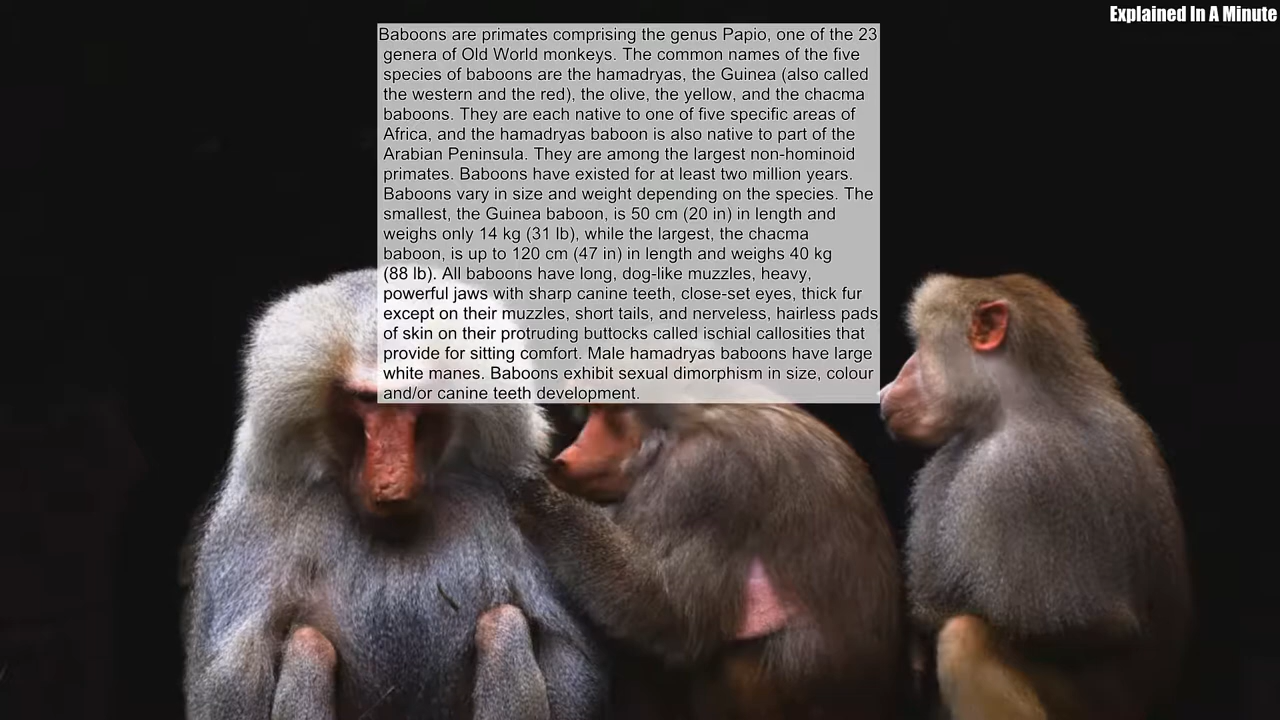 Explained In A Minute
Baboons are primates comprising the genus Papio, one of the 23
genera of Old World monkeys. The common names of the five
species of baboons are the hamadryas, the Guinea (also called
the western and the red), the olive, the yellow, and the chacma
baboons. They are each native to one of five specific areas of
Africa, and the hamadryas baboon is also native to part of the
Arabian Peninsula. They are among the largest non-hominoid
primates. Baboons have existed for at least two million years.
Baboons vary in size and weight depending on the species. The
smallest, the Guinea baboon, is 50 cm (20 in) in length and
weighs only 14 kg (31 lb), while the largest, the chacma
baboon, is up to 120 cm (47 in) in length and weighs 40 kg
(88 lb). All baboons have long, dog-like muzzles, heavy,
powerful jaws with sharp canine teeth, close-set eyes, thick fur
except on their muzzles, short tails, and nerveless, hairless pads
of skin on their protruding buttocks called ischial callosities that
provide for sitting comfort. Male hamadryas baboons have large
white manes. Baboons exhibit sexual dimorphism in size, colour
and/or canine teeth development.